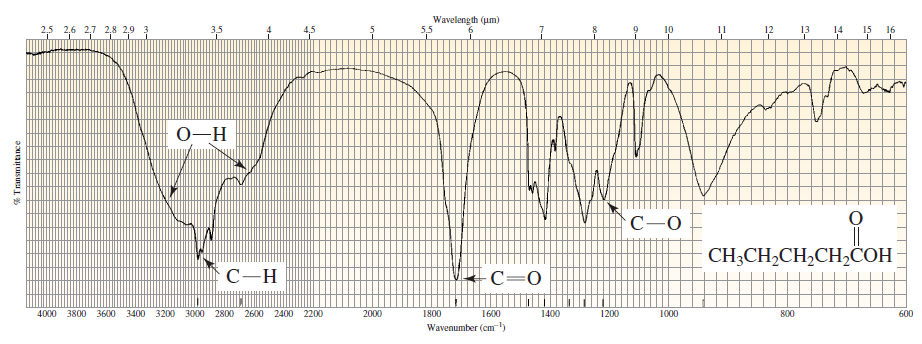 Wavelength (µm)
2.5 2.6 2.7 2.8 2.9 3 3.5 4 4.5 5 5.5 6 7 8 9 10 11 12 13 14 15 16
% Transmittance
O—H
C—H
C=O
C—O
O
CH₃CH₂CH₂CH₂COH
4000 3800 3600 3400 3200 3000 2800 2600 2400 2200 2000 1800 1600 1400 1200 1000 800 600
Wavenumber (cm⁻¹)